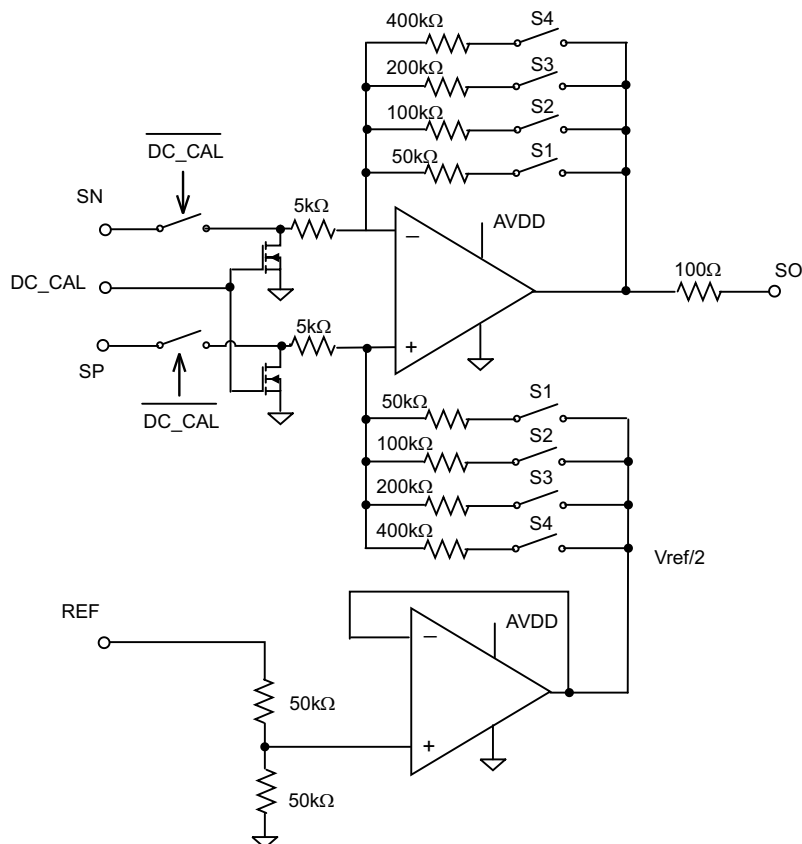 400kΩ
S4
200kΩ
S3
100kΩ
S2
50kΩ
S1
DC_CAL
SN
5kΩ
−
AVDD
DC_CAL
100Ω
SO
SP
5kΩ
+
DC_CAL
50kΩ
S1
100kΩ
S2
200kΩ
S3
400kΩ
S4
Vref/2
REF
−
AVDD
50kΩ
+
50kΩ